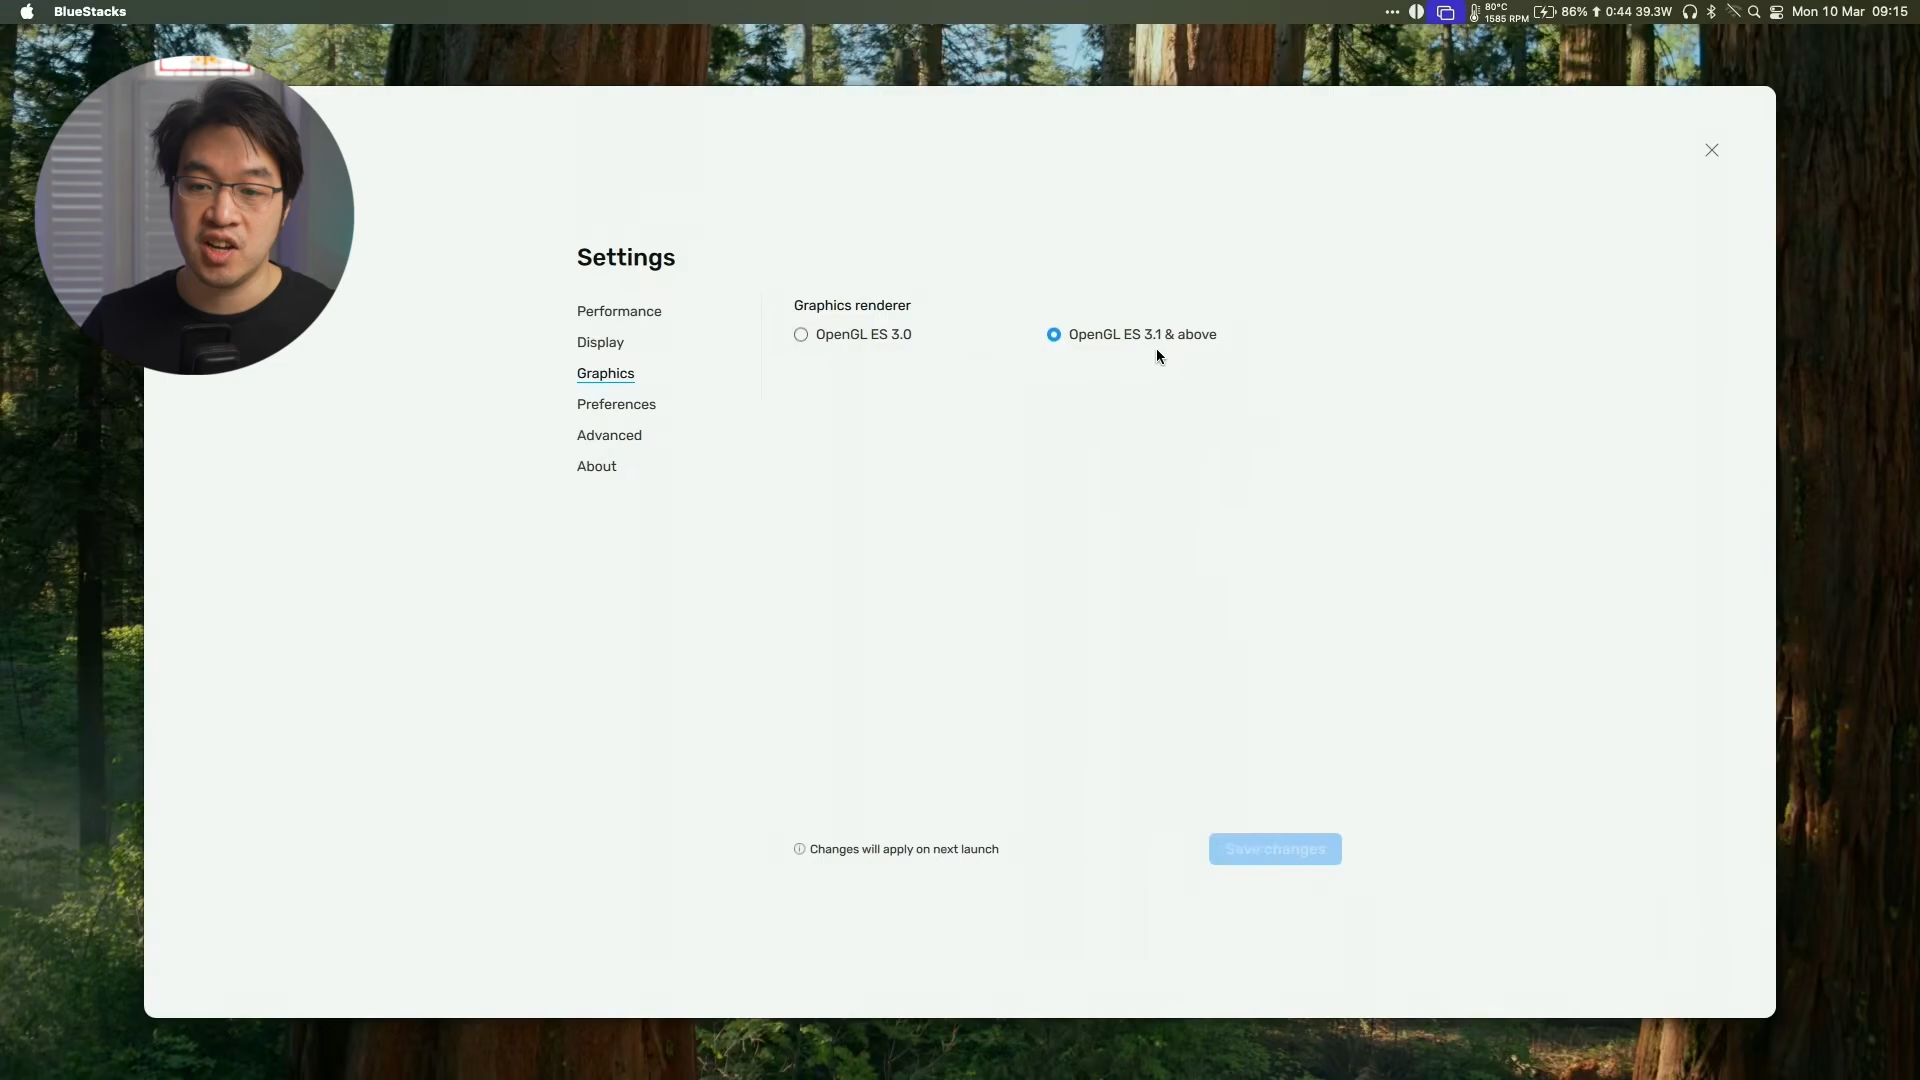 BlueStacks
80°C
1585 RPM
86% 0:44 39.3W
Mon 10 Mar 09:15
Settings
Performance
Display
Graphics
Preferences
Advanced
About
Graphics renderer
OpenGL ES 3.0
OpenGL ES 3.1 & above
Changes will apply on next launch
Save changes